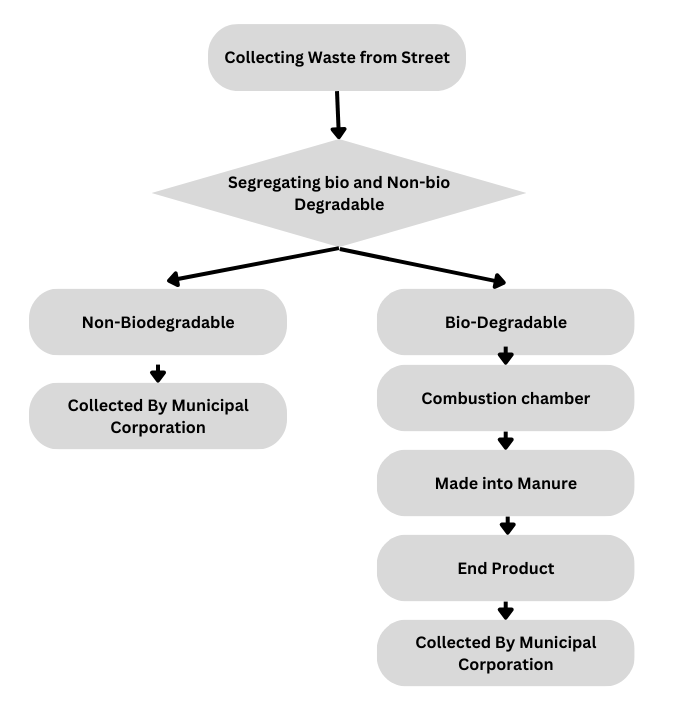 Collecting Waste from Street
Segregating bio and Non-bio
Degradable
Non-Biodegradable
Collected By Municipal
Corporation
Bio-Degradable
Combustion chamber
Made into Manure
End Product
Collected By Municipal
Corporation